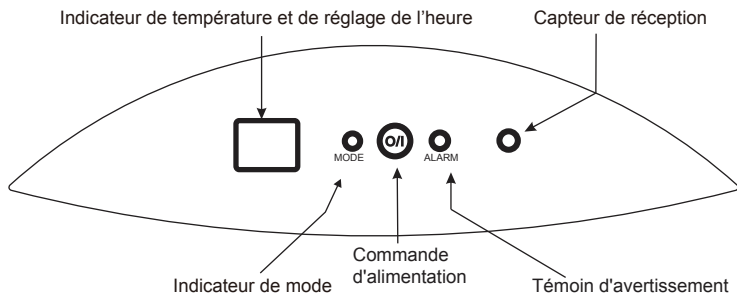 Indicateur de température et de réglage de l'heure
Capteur de réception
MODE
O/I
ALARM
Indicateur de mode
Commande
d'alimentation
Témoin d'avertissement